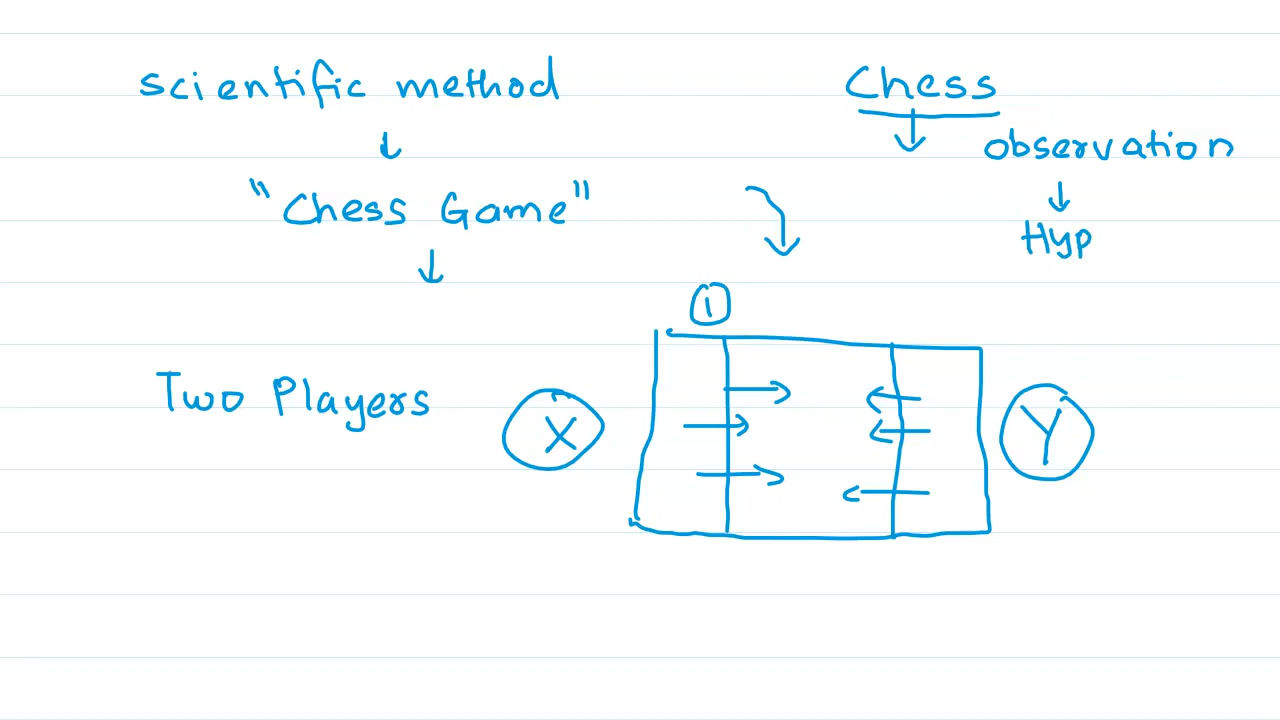 scientific method
"Chess Game"
Two Players
Chess
observation
Hyp
1
X
Y